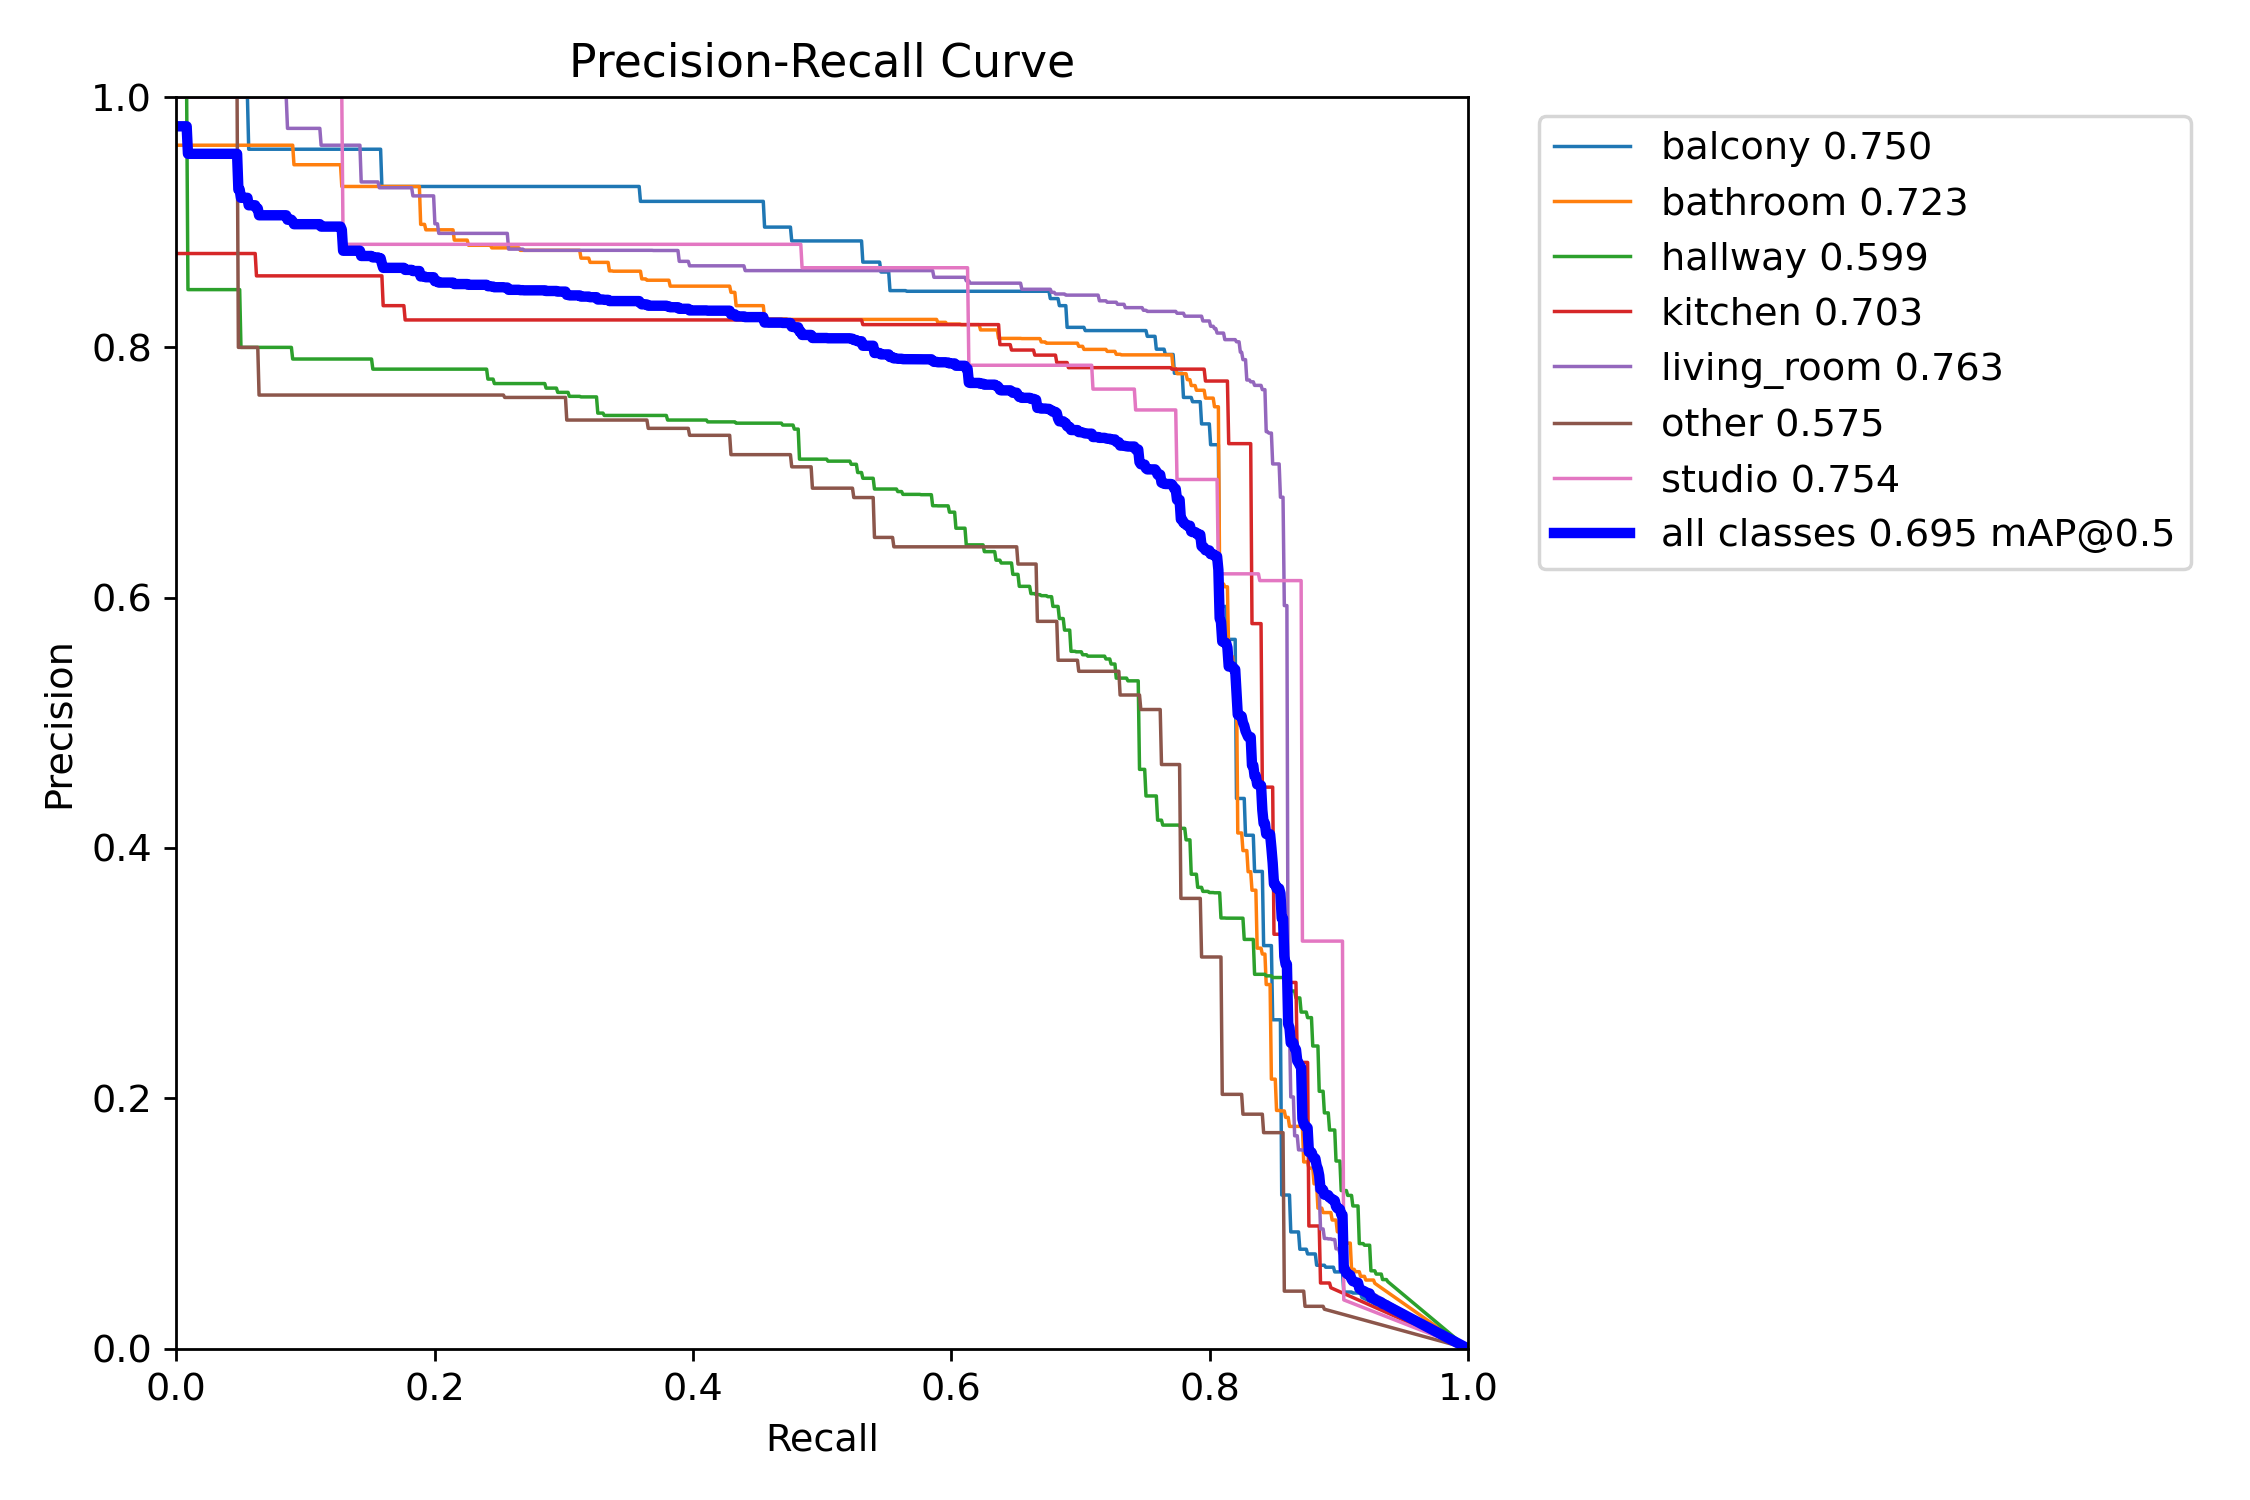 Precision-Recall Curve
1.0
0.8
0.6
0.4
0.2
0.0
Precision
0.0 0.2 0.4 0.6 0.8 1.0
Recall
balcony 0.750
bathroom 0.723
hallway 0.599
kitchen 0.703
living_room 0.763
other 0.575
studio 0.754
all classes 0.695 mAP@0.5